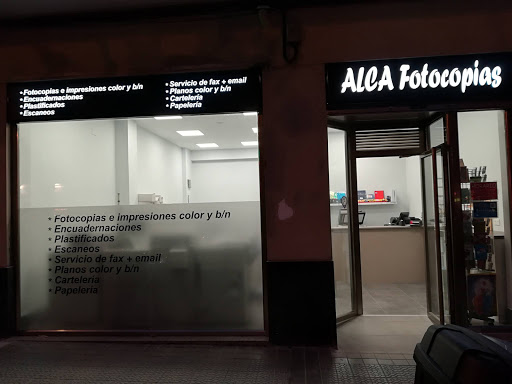 • Fotocopias e impresiones color y b/n
• Encuadernaciones
• Plastificados
• Escaneos
• Servicio de fax + email
• Planos color y b/n
• Cartelería
• Papelería
ALCA Fotocopias
• Fotocopias e impresiones color y b/n
• Encuadernaciones
• Plastificados
• Escaneos
• Servicio de fax + email
• Planos color y b/n
• Cartelería
• Papelería